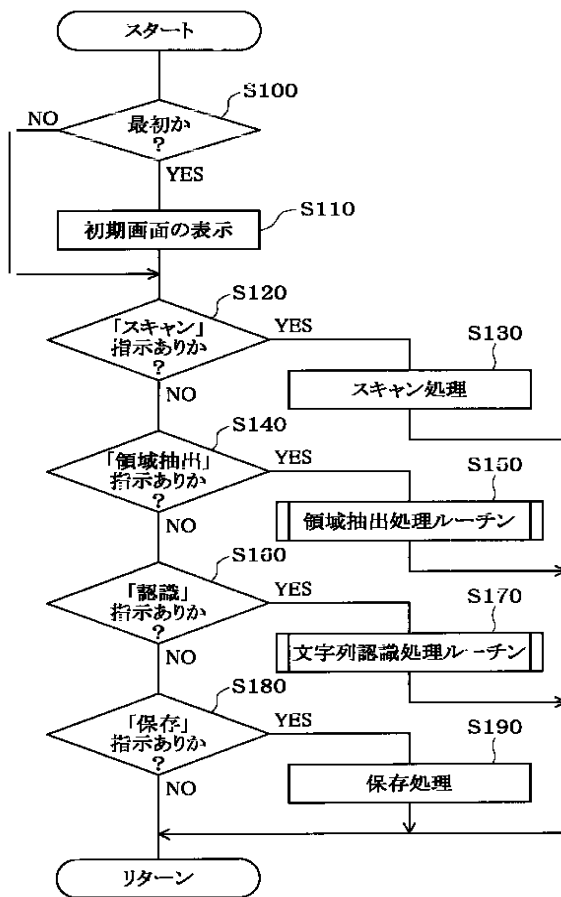 スタート
S100
NO
最初か
?
YES
S110
初期画面の表示
S120
「スキャン」
指示ありか
?
YES
S130
スキャン処理
NO
S140
「領域抽出」
指示ありか
?
YES
S150
領域抽出処理ルーチン
NO
S160
「認識」
指示ありか
?
YES
S170
文字列認識処理ルーチン
NO
S180
「保存」
指示ありか
?
YES
S190
保存処理
NO
リターン